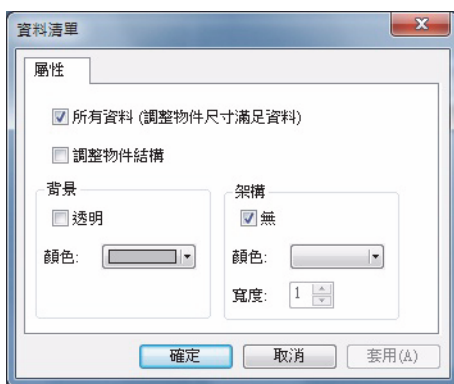 資料清單
屬性
所有資料 (調整物件尺寸滿足資料)
調整物件結構
背景
透明
顏色:
架構
無
顏色:
寬度: 1
確定 取消 套用(A)